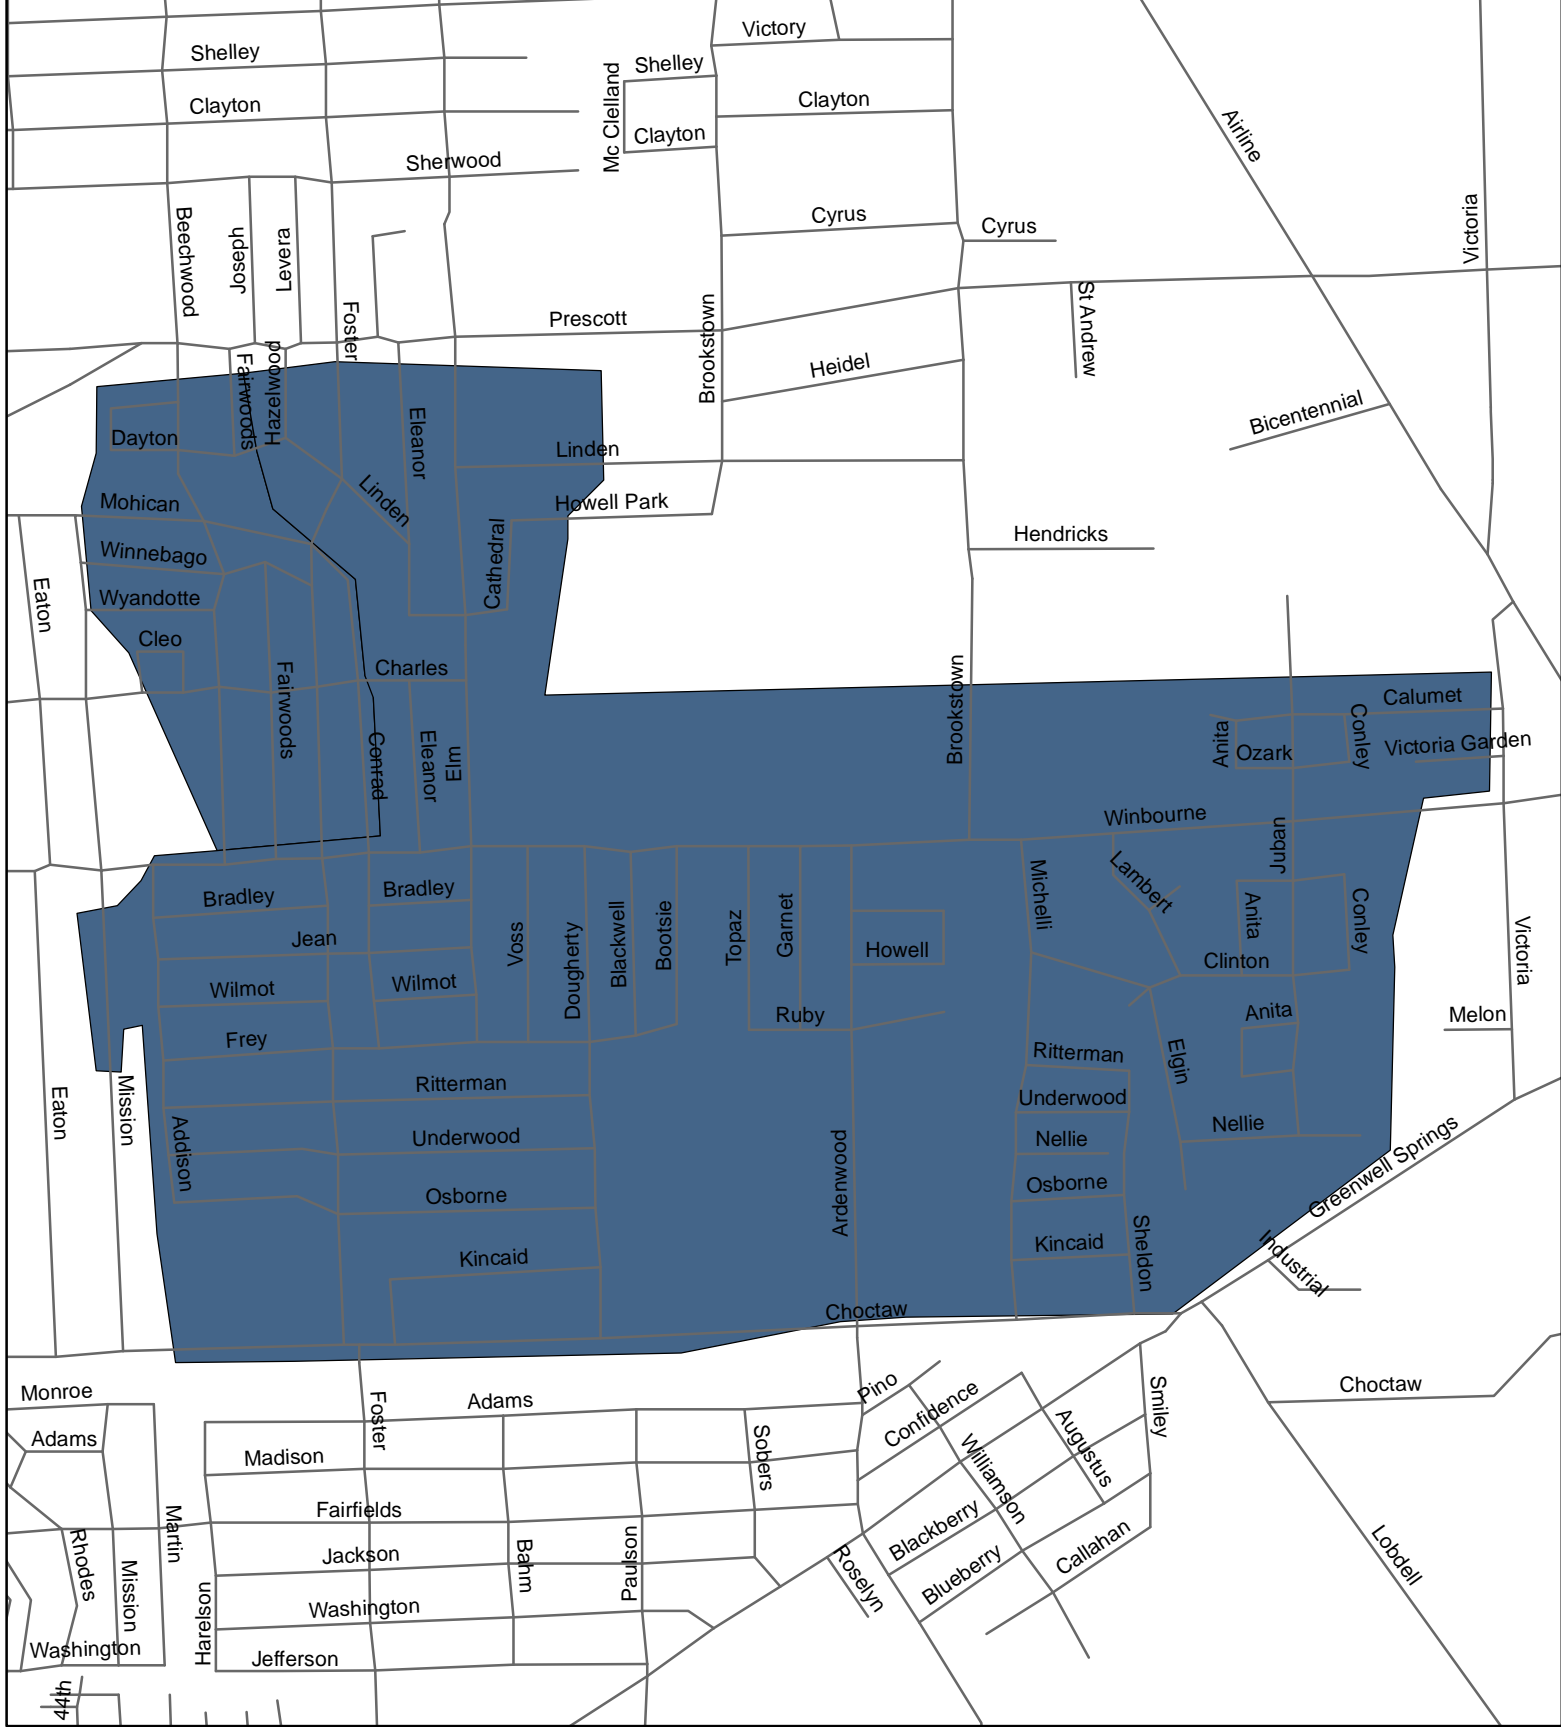 Victory
Shelley
Shelley
Mc Clelland
Clayton
Clayton
Clayton
Airline
Sherwood
Beechwood
Joseph
Levera
Cyrus
Cyrus
Victoria
Foster
Prescott
Brookstown
St Andrew
Fairwoods
Hazelwood
Heidel
Bicentennial
Dayton
Eleanor
Linden
Linden
Mohican
Howell Park
Hendricks
Winnebago
Cathedral
Eaton
Wyandotte
Cleo
Charles
Fairwoods
Brookstown
Calumet
Conrad
Eleanor
Elm
Anita
Ozark
Conley
Victoria Garden
Winbourne
Juban
Bradley
Bradley
Michelli
Lambert
Jean
Voss
Dougherty
Blackwell
Bootsie
Topaz
Garnet
Howell
Anita
Conley
Clinton
Victoria
Wilmot
Wilmot
Ruby
Anita
Melon
Frey
Ritterman
Elgin
Eaton
Mission
Ritterman
Underwood
Addison
Underwood
Nellie
Nellie
Ardenwood
Greenwell Springs
Osborne
Osborne
Kincaid
Kincaid
Sheldon
Industrial
Choctaw
Monroe
Adams
Foster
Pino
Confidence
Smiley
Choctaw
Adams
Madison
Sobers
Augustus
Williamson
Martin
Fairfields
Blackberry
Rhodes
Mission
Jackson
Bahm
Paulson
Roselyn
Blueberry
Callahan
Lobdell
Harelson
Washington
Washington
Jefferson
44th